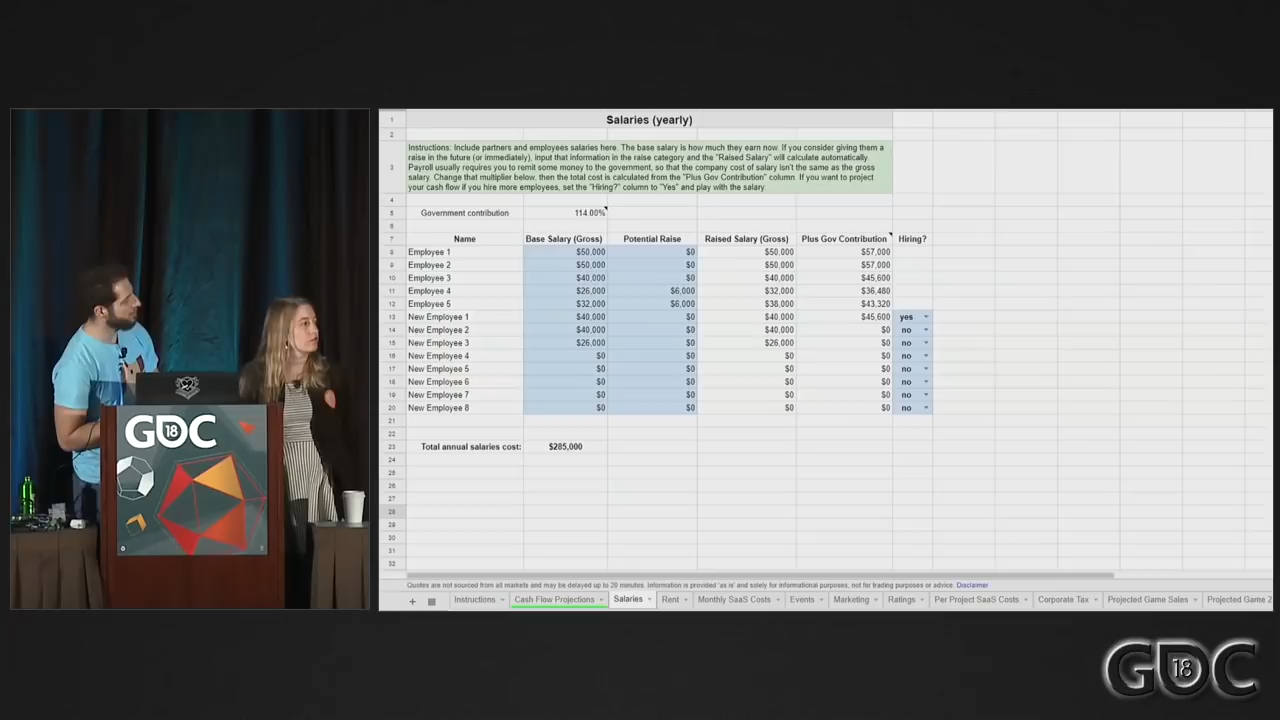 Salaries (yearly)
Instructions: Include partners and employees salaries here. The base salary is how much they earn now. If you consider giving them a
raise in the future (or immediately), input that information in the raise category and the "Raised Salary" will calculate automatically
Payroll usually requires you to remit some money to the government, so that the company cost of salary isn't the same as the gross
salary. Change that multiplier below, then the total cost is calculated from the "Plus Gov Contribution" column. If you want to project
your cash flow if you hire more employees, set the "Hiring?" column to "Yes" and play with the salary.
Government contribution 114.00%
Name Base Salary (Gross) Potential Raise Raised Salary (Gross) Plus Gov Contribution Hiring?
Employee 1 $50,000 $0 $50,000 $57,000
Employee 2 $50,000 $0 $50,000 $57,000
Employee 3 $40,000 $0 $40,000 $45,600
Employee 4 $26,000 $6,000 $32,000 $36,480
Employee 5 $32,000 $6,000 $38,000 $43,320
New Employee 1 $40,000 $0 $40,000 $45,600 yes
New Employee 2 $40,000 $0 $40,000 $0 no
New Employee 3 $26,000 $0 $26,000 $0 no
New Employee 4 $0 $0 $0 $0 no
New Employee 5 $0 $0 $0 $0 no
New Employee 6 $0 $0 $0 $0 no
New Employee 7 $0 $0 $0 $0 no
New Employee 8 $0 $0 $0 $0 no
Total annual salaries cost: $285,000
Quotes are not sourced from all markets and may be delayed up to 20 minutes. Information is provided 'as is' and solely for informational purposes, not for trading purposes or advice. Disclaimer
Instructions Cash Flow Projections Salaries Rent Monthly SaaS Costs Events Marketing Ratings Per Project SaaS Costs Corporate Tax Projected Game Sales Projected Game 2
GDC 18
GDC 18